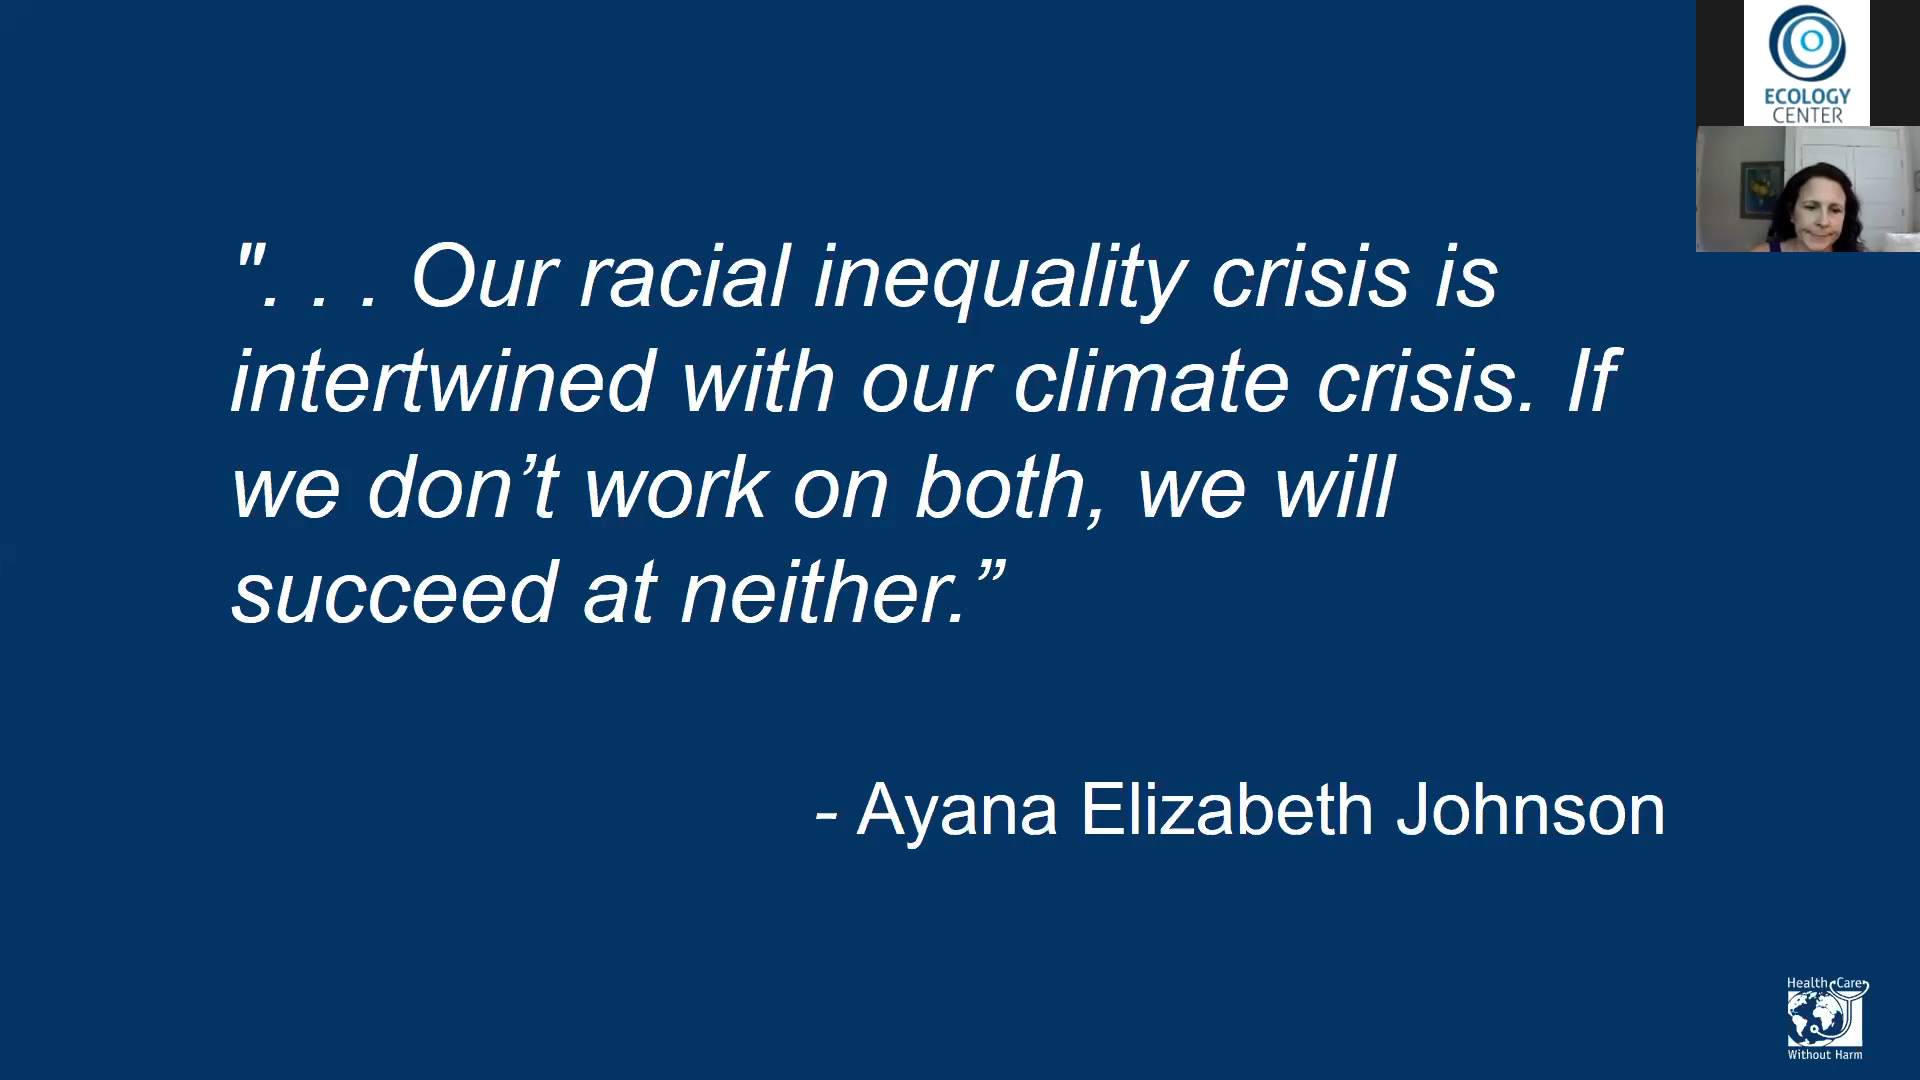 ECOLOGY
CENTER
". . . Our racial inequality crisis is
intertwined with our climate crisis. If
we don’t work on both, we will
succeed at neither.”
- Ayana Elizabeth Johnson
Health Care
Without Harm